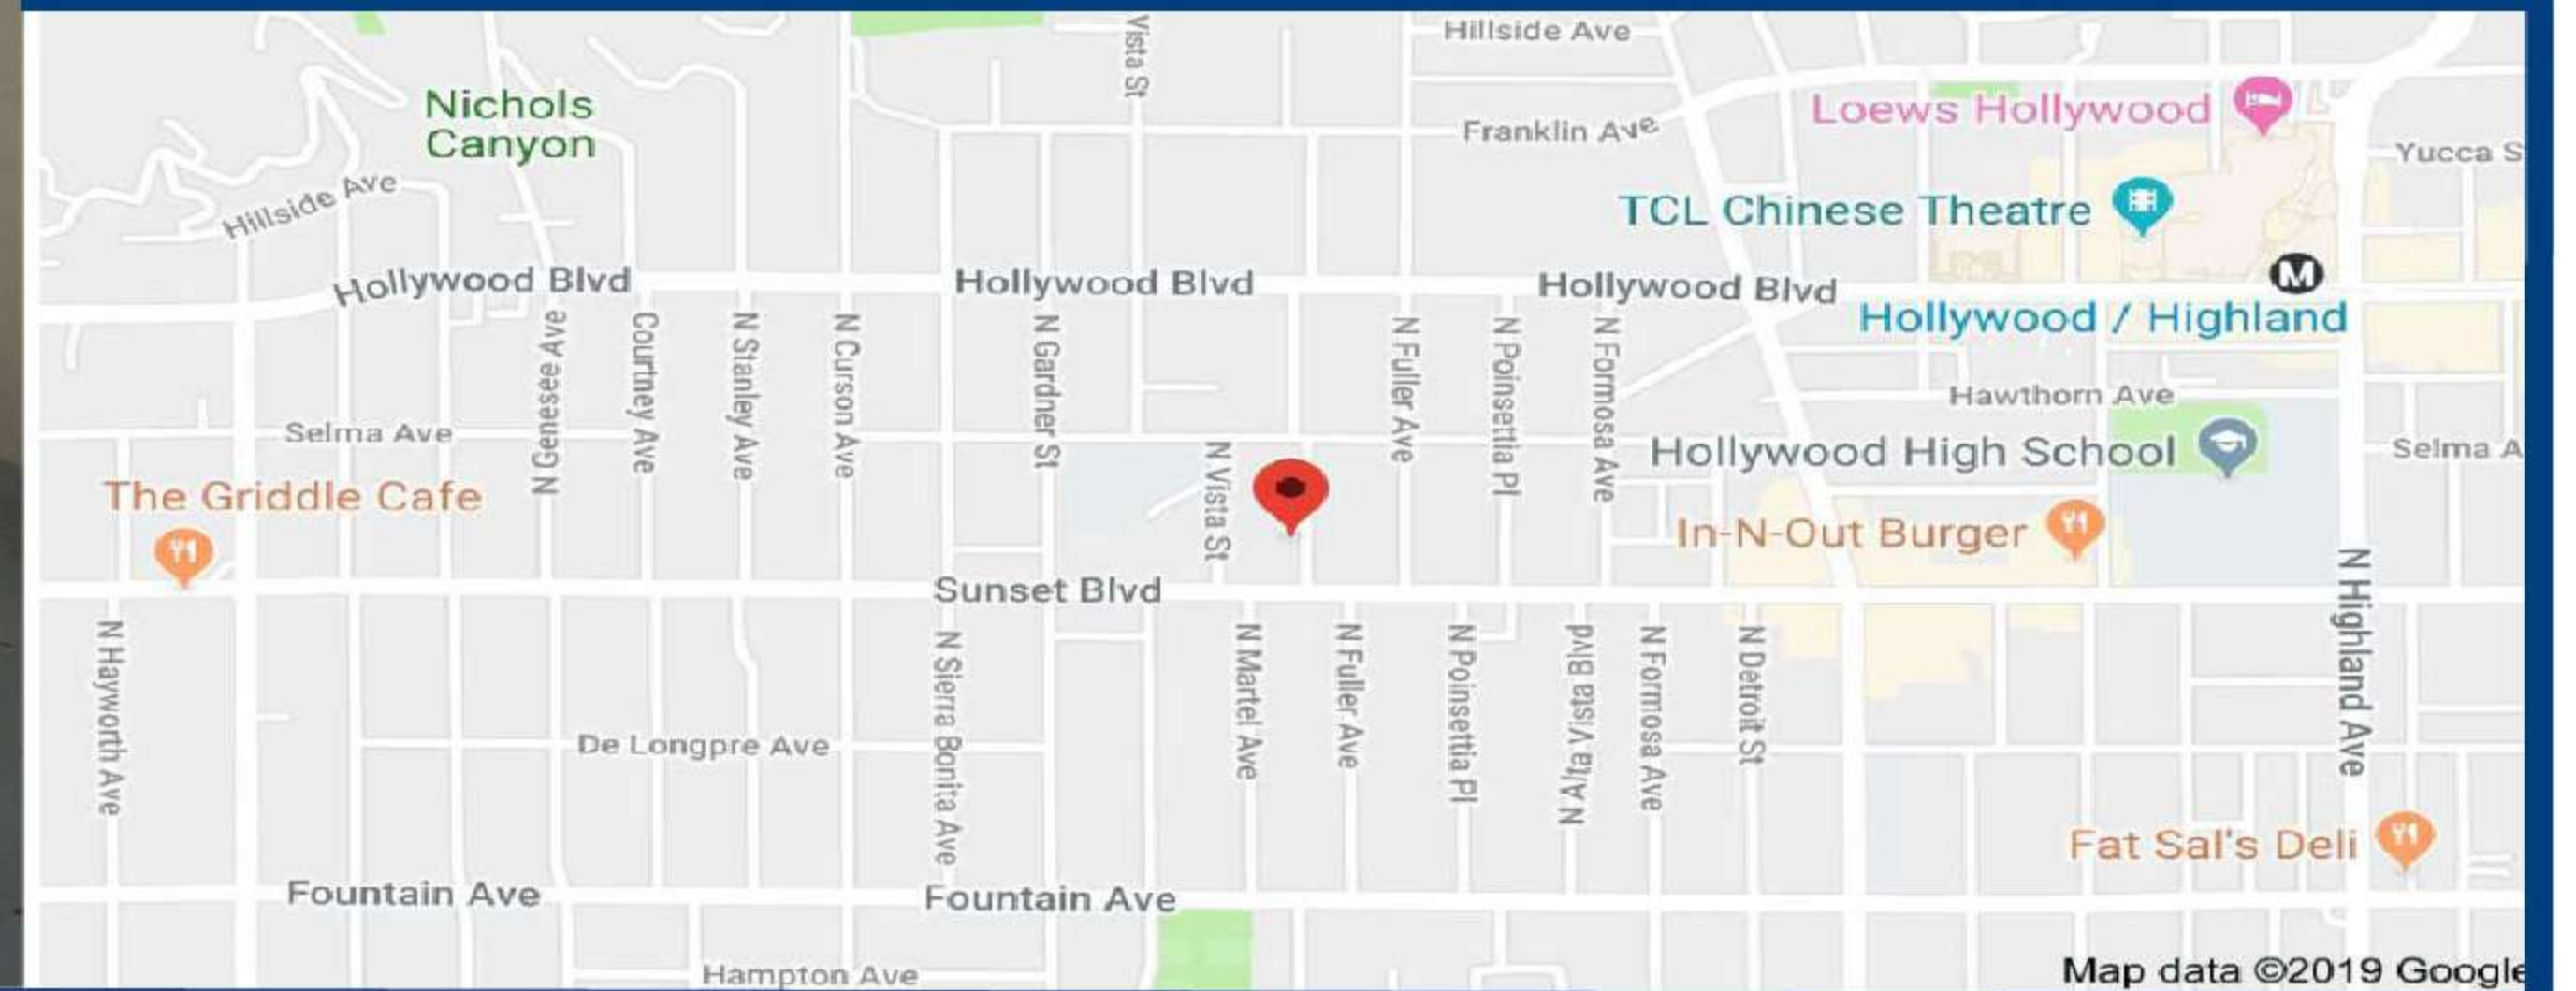 Hillside Ave
Vista St
Nichols
Canyon
Franklin Ave
Loews Hollywood
Yucca S
Hillside Ave
TCL Chinese Theatre
M
Hollywood Blvd
Hollywood Blvd
Hollywood Blvd
Hollywood / Highland
N Genesee Ave
Courtney Ave
N Stanley Ave
N Curson Ave
N Gardner St
N Fuller Ave
N Poinsettia Pl
N Formosa Ave
Hawthorn Ave
Selma Ave
Hollywood High School
Selma A
N Vista St
The Griddle Cafe
In-N-Out Burger
Sunset Blvd
N Highland Ave
N Hayworth Ave
N Sierra Bonita Ave
N Martel Ave
N Fuller Ave
N Poinsettia Pl
N Alta Vista Blvd
N Formosa Ave
N Detroit St
De Longpre Ave
Fat Sal's Deli
Fountain Ave
Fountain Ave
Hampton Ave
Map data ©2019 Google